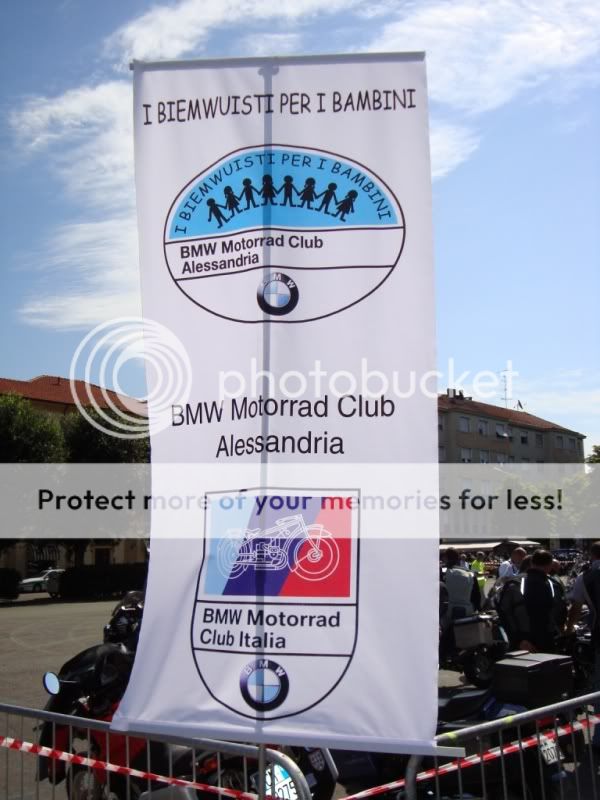 I BIEMWUISTI PER I BAMBINI
I BIEMWUISTI PER I BAMBINI
BMW Motorrad Club
Alessandria
BMW
photobucket
BMW Motorrad Club
Alessandria
Protect more of your memories for less!
BMW Motorrad
Club Italia
BMW